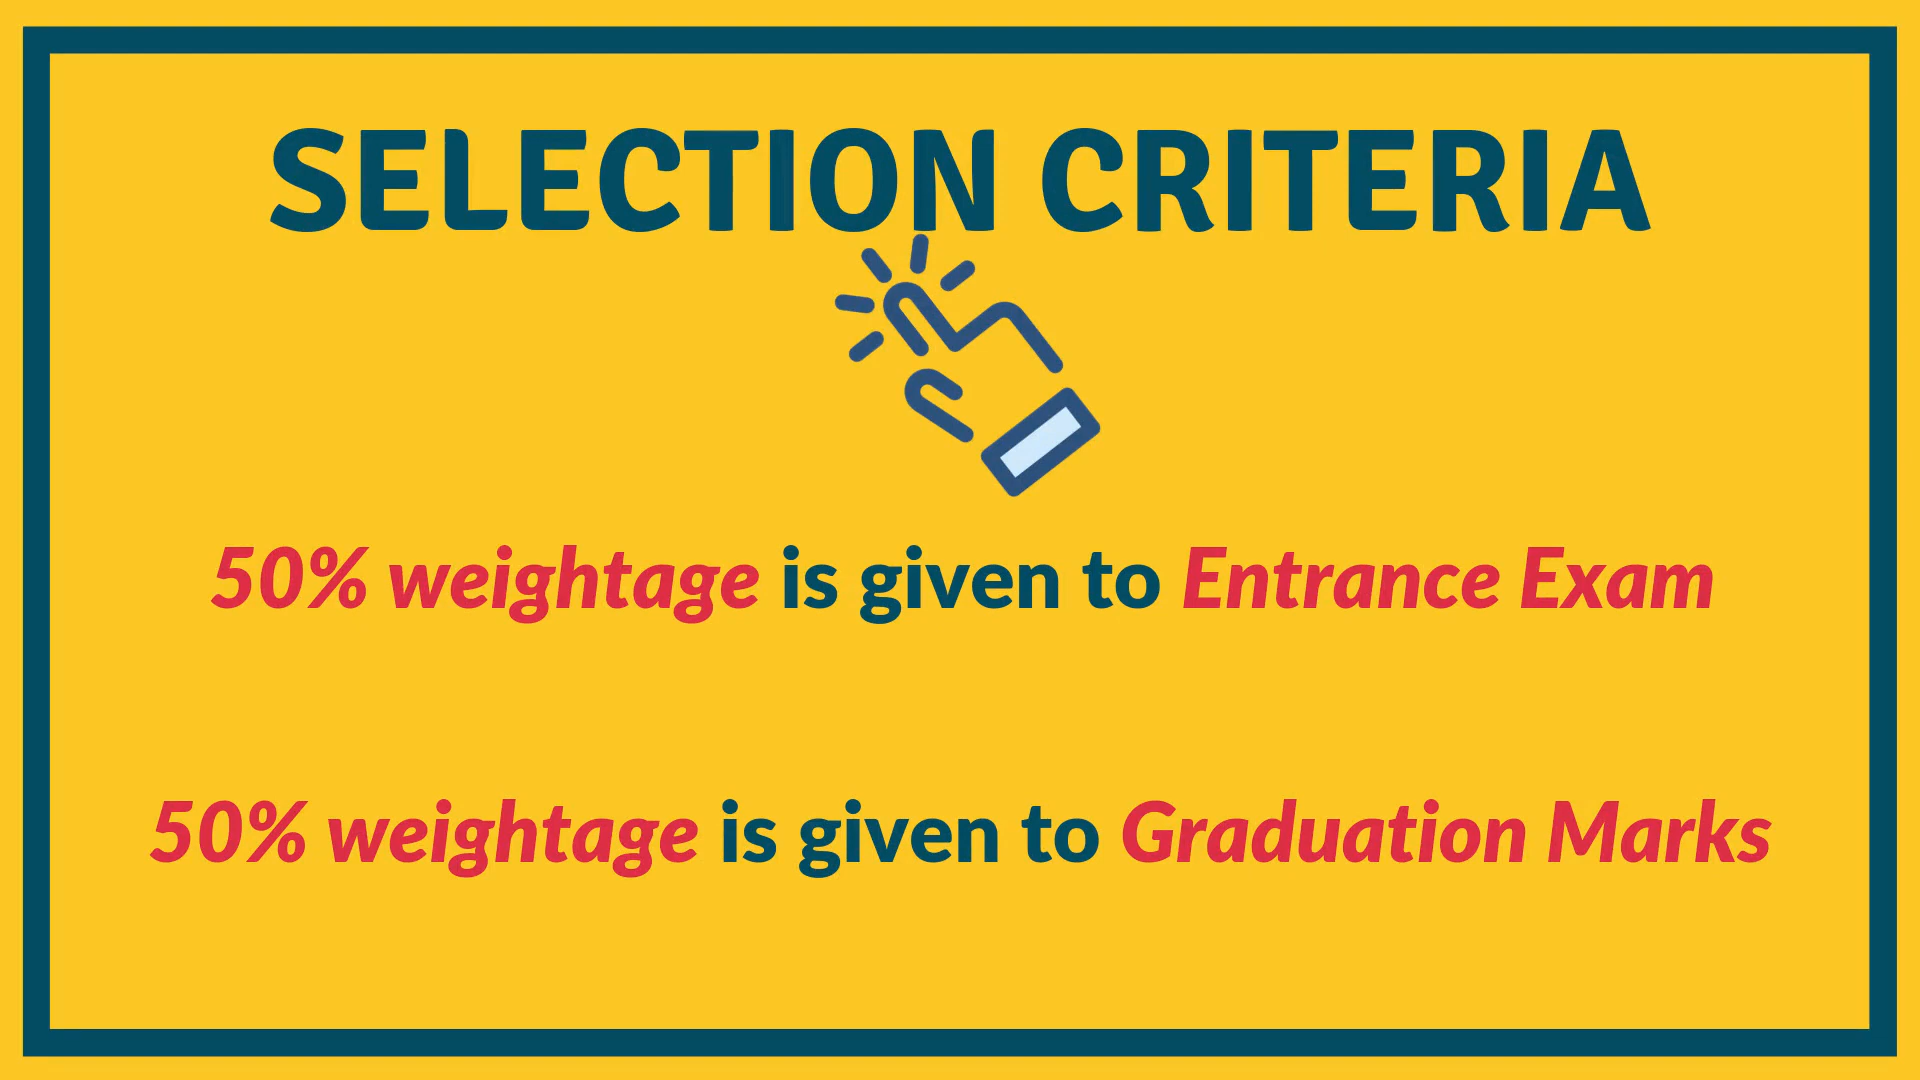 SELECTION CRITERIA
50% weightage is given to Entrance Exam
50% weightage is given to Graduation Marks